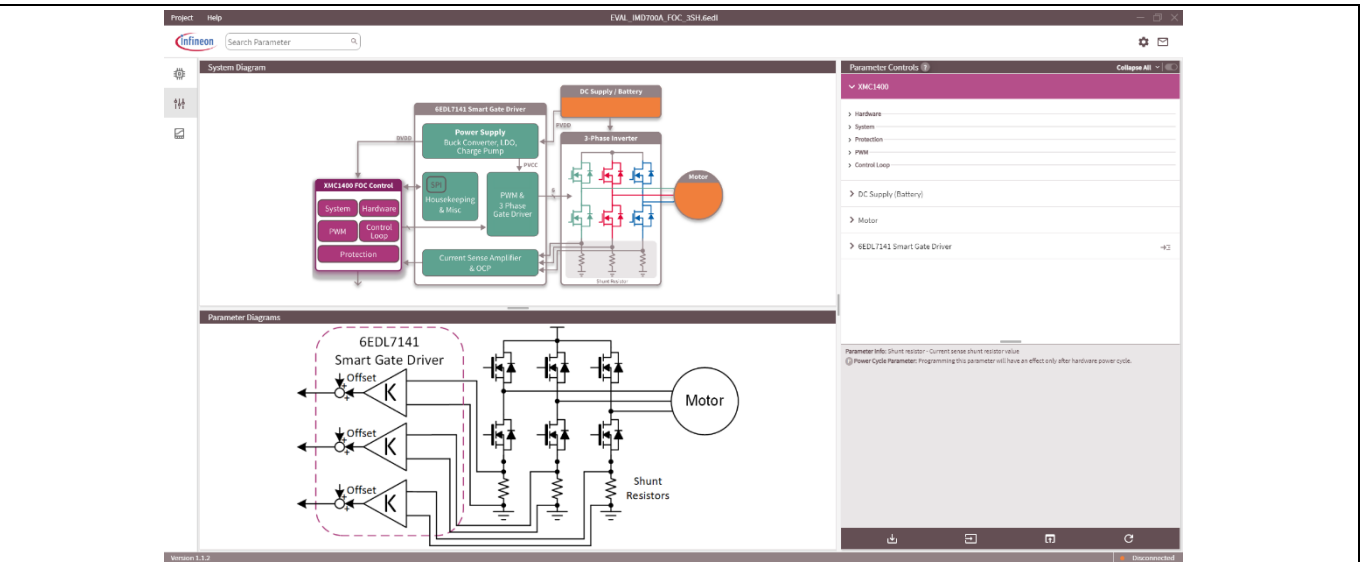 Project Help EVAL_IMD700A_FOC_3SH.6edl
infineon Search Parameter
System Diagram
DC Supply / Battery
6EDL7141 Smart Gate Driver
Power Supply
Buck Converter, LDO,
Charge Pump
DVDD
PVDD
PVCC
3-Phase Inverter
Motor
XMC1400 FOC Control
System Hardware
PWM Control
Loop
Protection
SPI
Housekeeping
& Misc
PWM &
3 Phase
Gate Driver
Current Sense Amplifier
& OCP
Shunt Resistor
Parameter Diagrams
6EDL7141
Smart Gate Driver
Offset
K
Offset
K
Offset
K
Motor
Shunt
Resistors
Parameter Controls ? Collapse All
XMC1400
Hardware
System
Protection
PWM
Control Loop
DC Supply (Battery)
Motor
6EDL7141 Smart Gate Driver
Parameter Info: Shunt resistor - Current sense shunt resistor value
Power Cycle Parameter: Programming this parameter will have an effect only after hardware power cycle.
Version 1.1.2 Disconnected